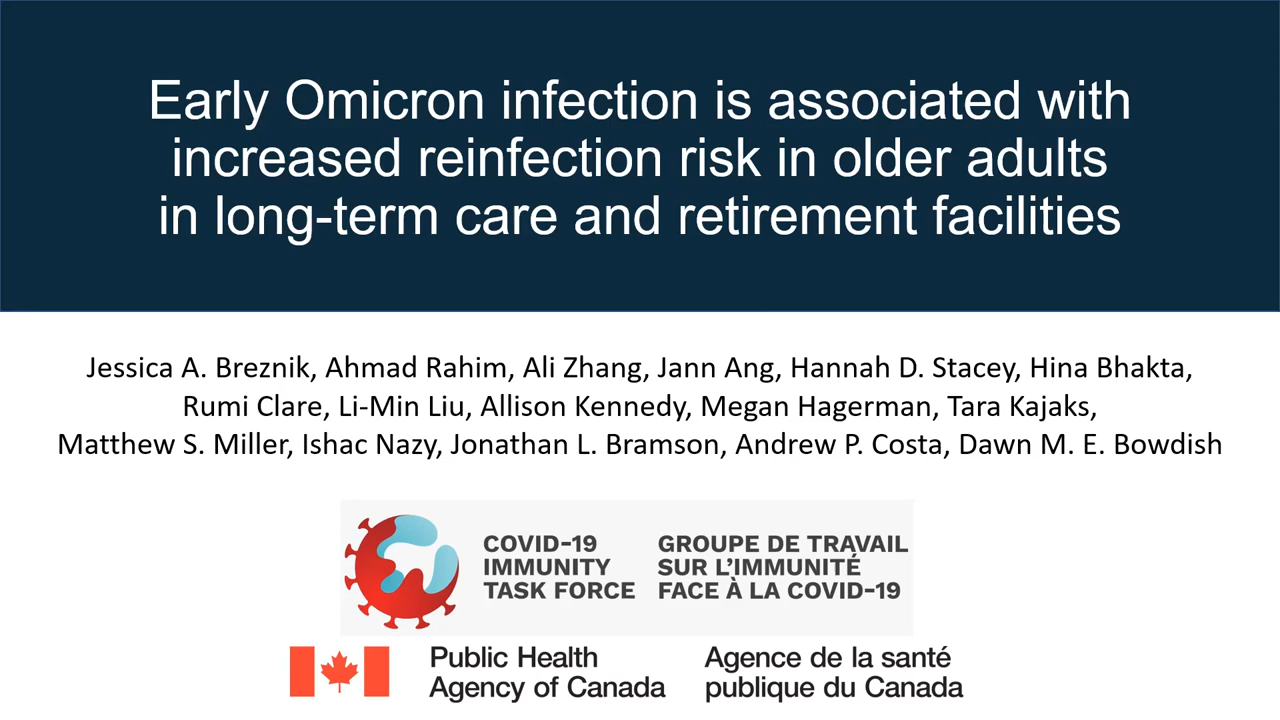 Early Omicron infection is associated with
increased reinfection risk in older adults
in long-term care and retirement facilities
Jessica A. Breznik, Ahmad Rahim, Ali Zhang, Jann Ang, Hannah D. Stacey, Hina Bhakta,
Rumi Clare, Li-Min Liu, Allison Kennedy, Megan Hagerman, Tara Kajaks,
Matthew S. Miller, Ishac Nazy, Jonathan L. Bramson, Andrew P. Costa, Dawn M. E. Bowdish
COVID-19
IMMUNITY
TASK FORCE
GROUPE DE TRAVAIL
SUR L'IMMUNITÉ
FACE À LA COVID-19
Public Health
Agency of Canada
Agence de la santé
publique du Canada